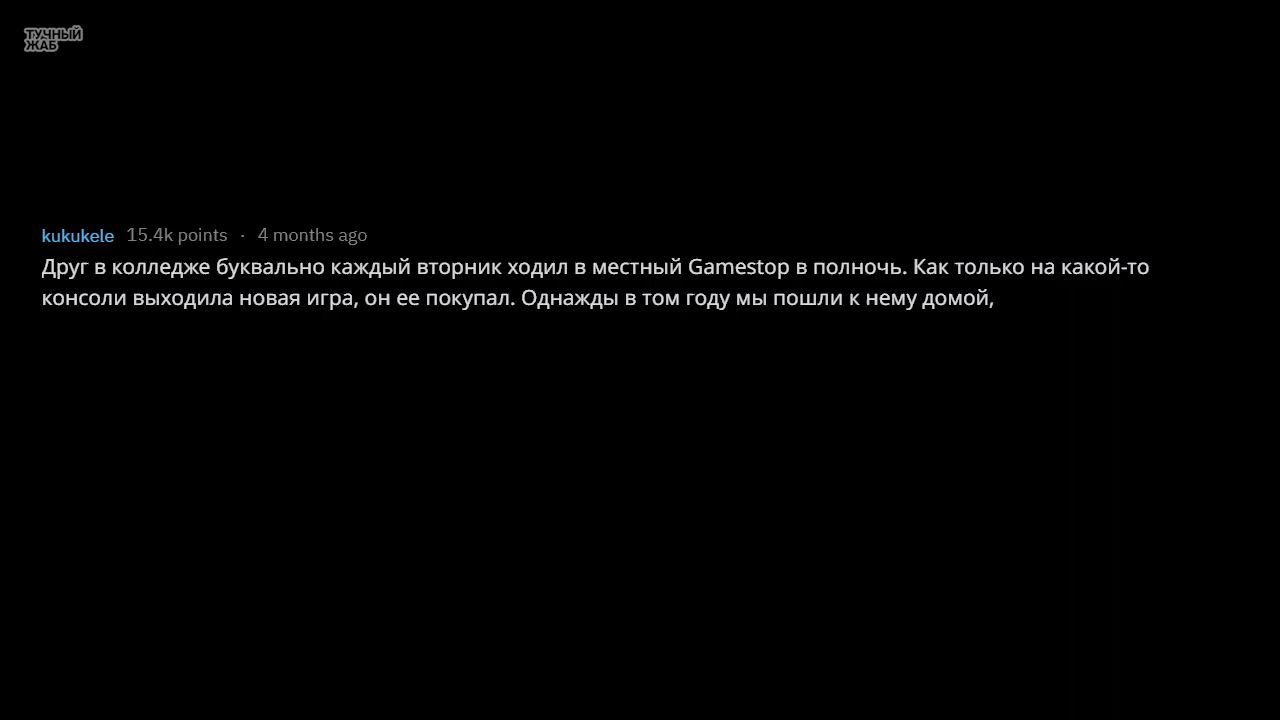 ТУЧНЫЙ
ЖАБ
kukukele 15.4k points · 4 months ago
Друг в колледже буквально каждый вторник ходил в местный Gamestop в полночь. Как только на какой-то
консоли выходила новая игра, он ее покупал. Однажды в том году мы пошли к нему домой,